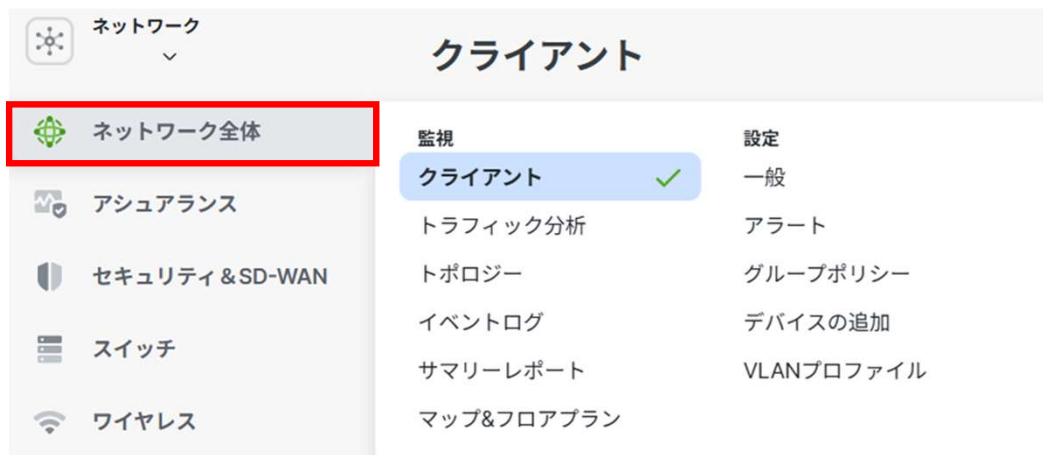 ネットワーク
クライアント
ネットワーク全体
アシュアランス
セキュリティ&SD-WAN
スイッチ
ワイヤレス
監視
クライアント
トラフィック分析
トポロジー
イベントログ
サマリーレポート
マップ&フロアプラン
設定
一般
アラート
グループポリシー
デバイスの追加
VLANプロファイル